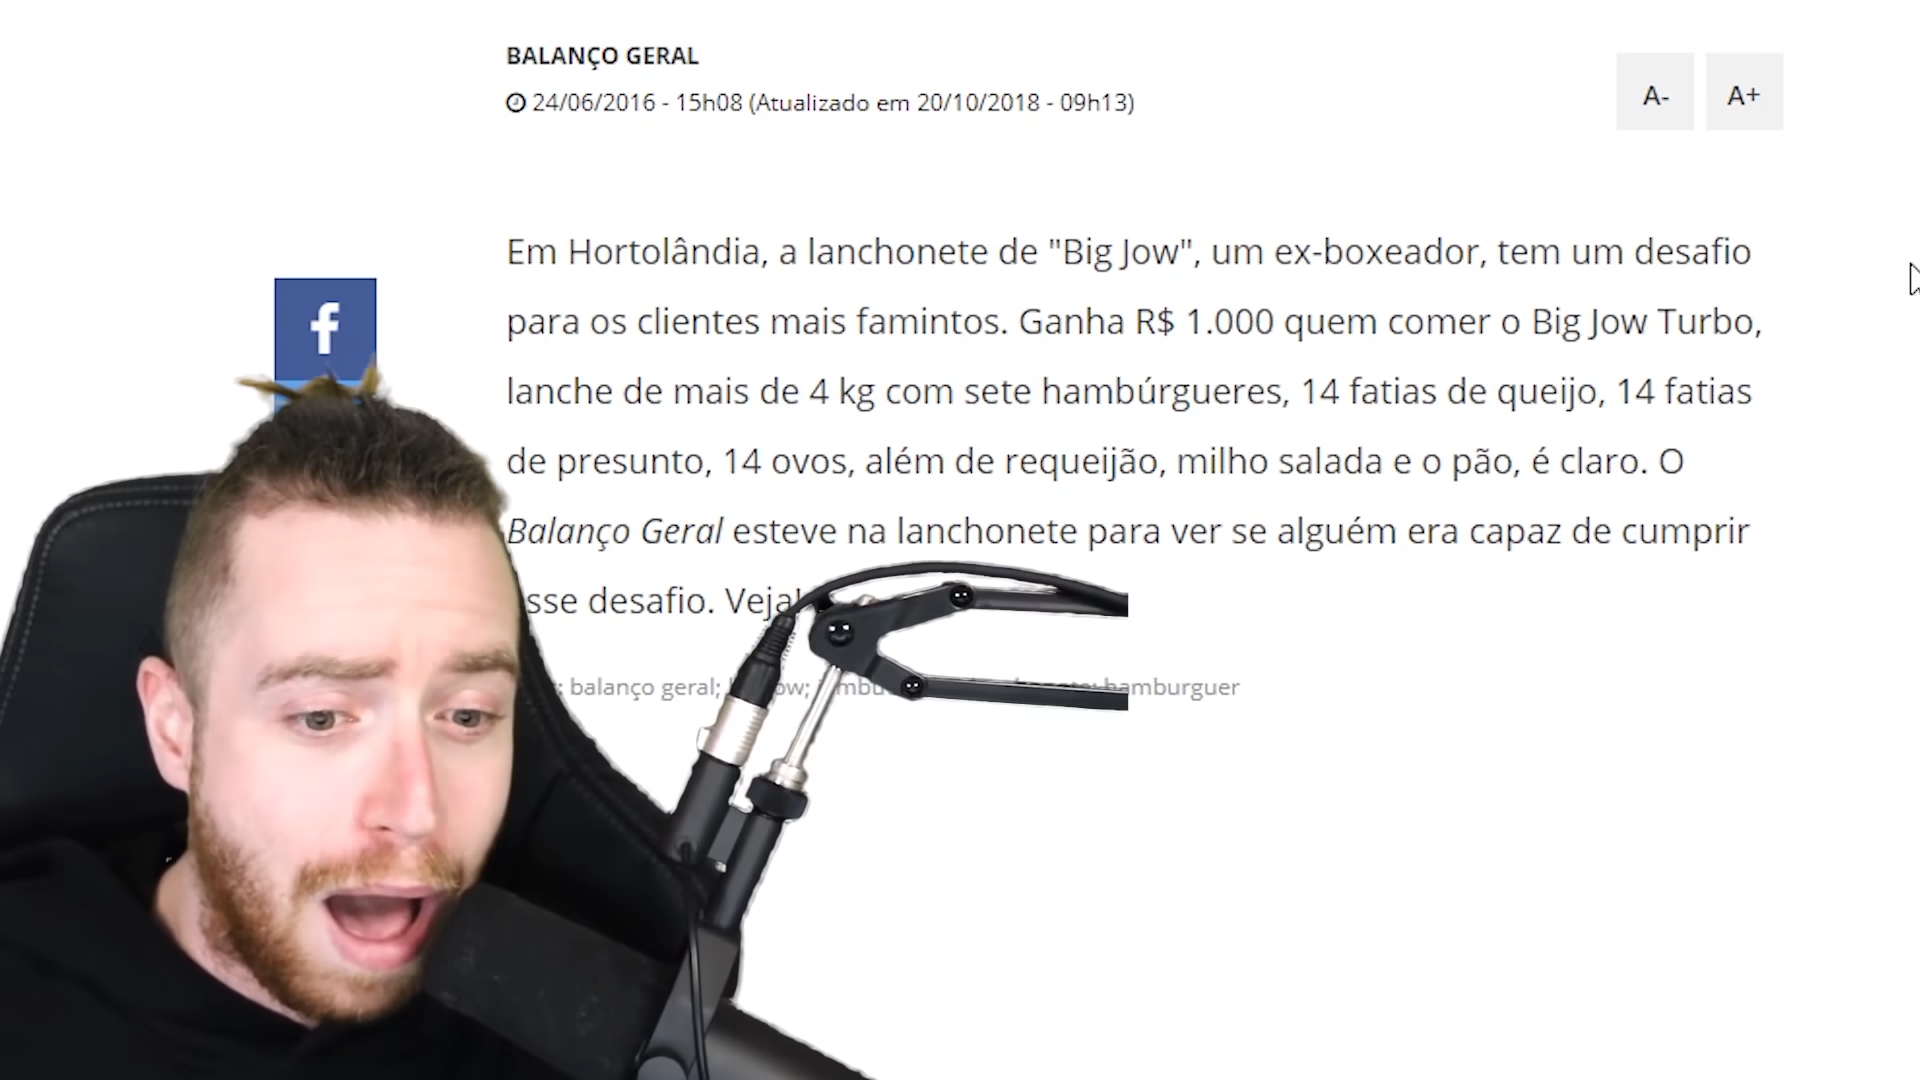 BALANÇO GERAL
24/06/2016 - 15h08 (Atualizado em 20/10/2018 - 09h13)
A- A+
Em Hortolândia, a lanchonete de "Big Jow", um ex-boxeador, tem um desafio
para os clientes mais famintos. Ganha R$ 1.000 quem comer o Big Jow Turbo,
lanche de mais de 4 kg com sete hambúrgueres, 14 fatias de queijo, 14 fatias
de presunto, 14 ovos, além de requeijão, milho salada e o pão, é claro. O
Balanço Geral esteve na lanchonete para ver se alguém era capaz de cumprir
sse desafio. Veja!
f
; balanço geral; hamburguer